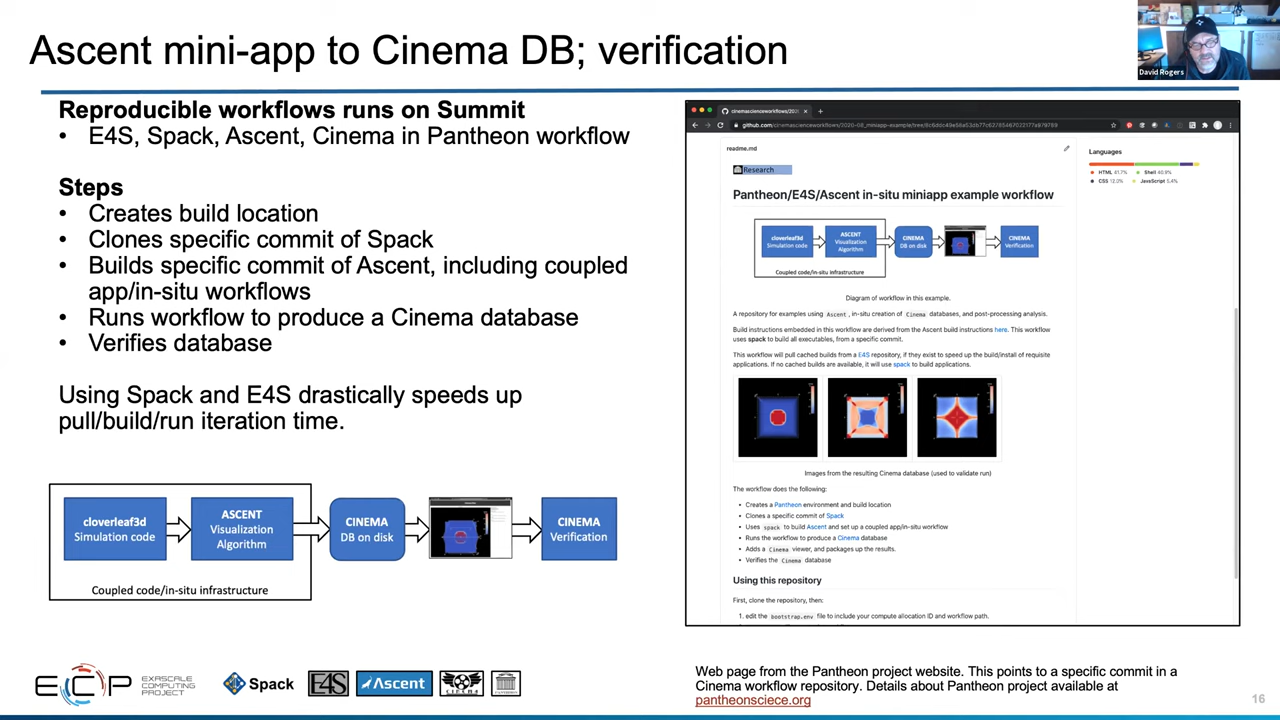 Ascent mini-app to Cinema DB; verification
David Rogers
Reproducible workflows runs on Summit
• E4S, Spack, Ascent, Cinema in Pantheon workflow
Steps
• Creates build location
• Clones specific commit of Spack
• Builds specific commit of Ascent, including coupled
app/in-situ workflows
• Runs workflow to produce a Cinema database
• Verifies database
Using Spack and E4S drastically speeds up
pull/build/run iteration time.
cloverleaf3d
Simulation code
ASCENT
Visualization
Algorithm
CINEMA
DB on disk
CINEMA
Verification
Coupled code/in-situ infrastructure
readme.md
Research
Pantheon/E4S/Ascent in-situ miniapp example workflow
cloverleaf3d
Simulation code
ASCENT
Visualization
Algorithm
CINEMA
DB on disk
CINEMA
Verification
Coupled code/in-situ infrastructure
Diagram of workflow in this example.
A repository for examples using Ascent, in-situ creation of Cinema databases, and post-processing analysis.
Build instructions embedded in this workflow are derived from the Ascent build instructions here. This workflow
uses spack to build all executables, from a specific commit.
This workflow will pull cached builds from a E4S repository, if they exist to speed up the build/install of requisite
applications. If no cached builds are available, it will use spack to build applications.
Images from the resulting Cinema database (used to validate run)
The workflow does the following:
• Creates a Pantheon environment and build location
• Clones a specific commit of Spack
• Uses spack to build Ascent and set up a coupled app/in-situ workflow
• Runs the workflow to produce a Cinema database
• Adds a Cinema viewer, and packages up the results.
• Verifies the Cinema database
Using this repository
First, clone the repository, then:
1. edit the bootstrap.env file to include your compute allocation ID and workflow path.
Languages
HTML 41.7% Shell 40.9%
CSS 12.0% JavaScript 5.4%
ECP
EXASCALE
COMPUTING
PROJECT
Spack
E4S
Ascent
CINEMA
PANTHEON
Web page from the Pantheon project website. This points to a specific commit in a
Cinema workflow repository. Details about Pantheon project available at
pantheonsciece.org
16